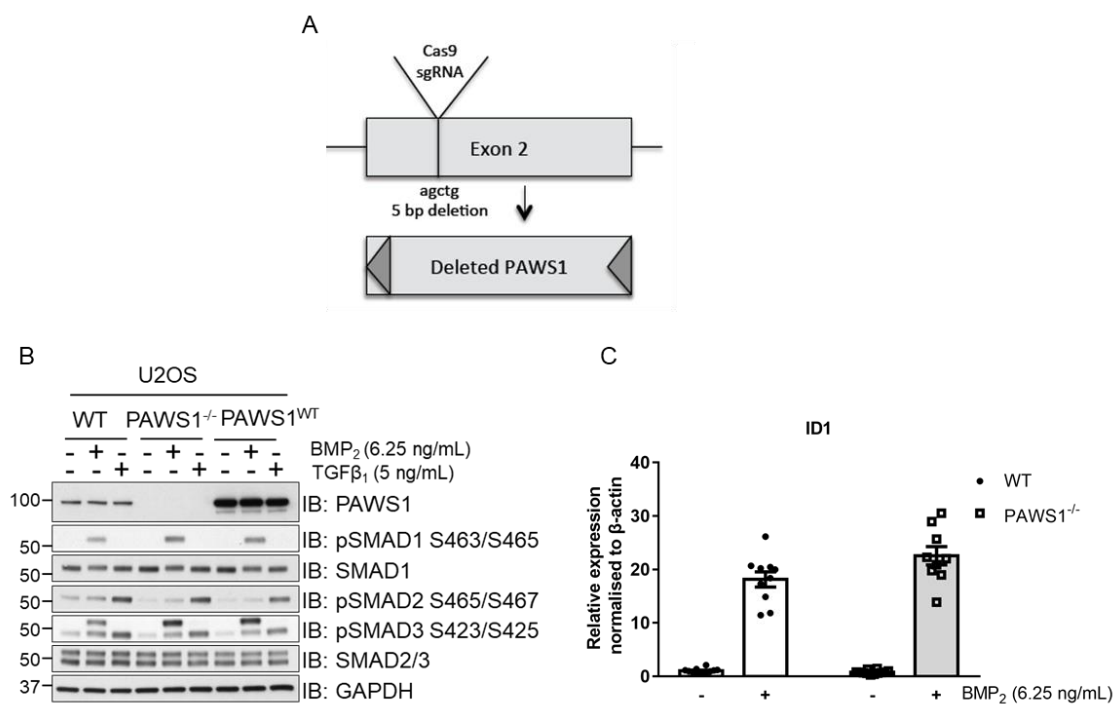 A
Cas9
sgRNA
Exon 2
agctg
5 bp deletion
Deleted PAWS1
B
U2OS
WT PAWS1-/- PAWS1WT
- + - - + - - + - BMP2 (6.25 ng/mL)
- - + - - + - - + TGFβ1 (5 ng/mL)
100 IB: PAWS1
50 IB: pSMAD1 S463/S465
50 IB: SMAD1
50 IB: pSMAD2 S465/S467
50 IB: pSMAD3 S423/S425
50 IB: SMAD2/3
37 IB: GAPDH
C
ID1
Relative expression
normalised to β-actin
40
30
20
10
0
WT
PAWS1-/-
- + - + BMP2 (6.25 ng/mL)